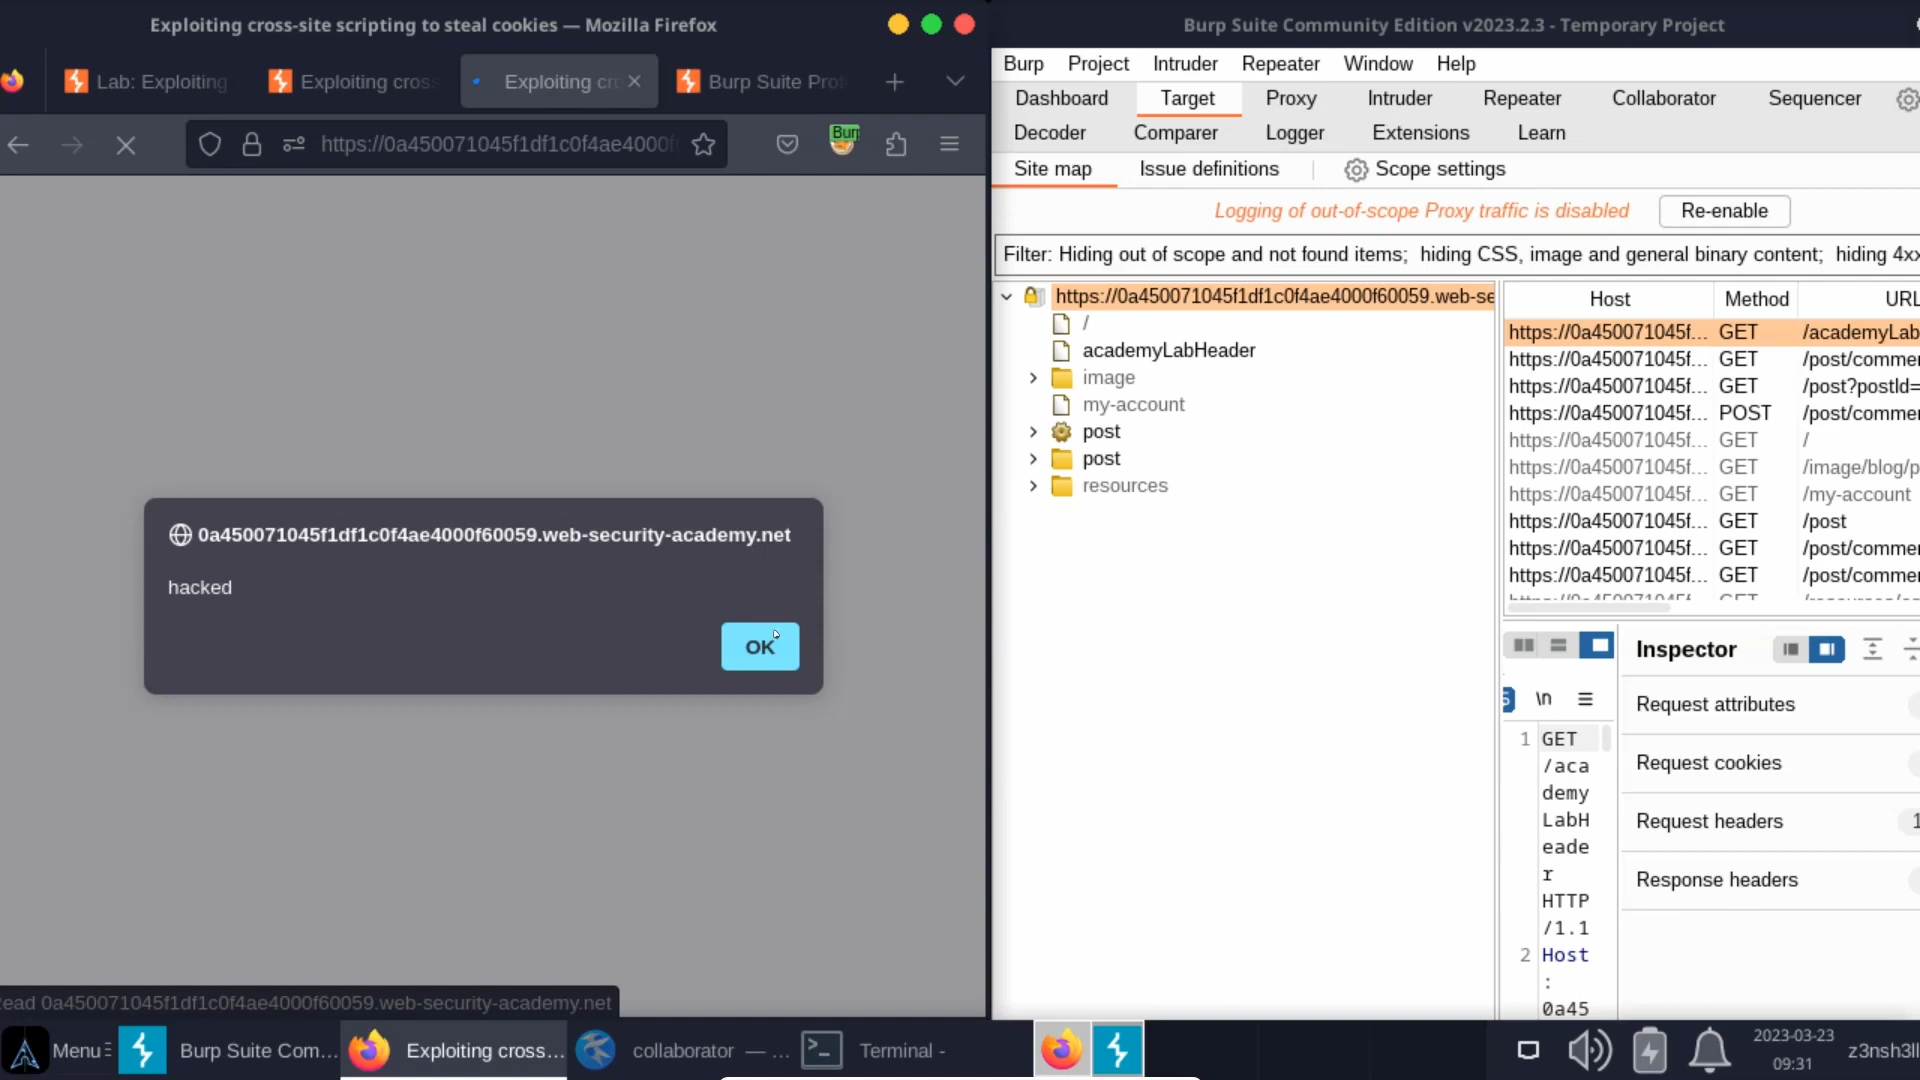 Exploiting cross-site scripting to steal cookies — Mozilla Firefox
Lab: Exploiting
Exploiting cross
Exploiting cr
Burp Suite Pro
https://0a450071045f1df1c0f4ae4000f
Burp
0a450071045f1df1c0f4ae4000f60059.web-security-academy.net
hacked
OK
ead 0a450071045f1df1c0f4ae4000f60059.web-security-academy.net
Burp Suite Community Edition v2023.2.3 - Temporary Project
Burp Project Intruder Repeater Window Help
Dashboard Target Proxy Intruder Repeater Collaborator Sequencer
Decoder Comparer Logger Extensions Learn
Site map Issue definitions Scope settings
Logging of out-of-scope Proxy traffic is disabled Re-enable
Filter: Hiding out of scope and not found items; hiding CSS, image and general binary content; hiding 4xx
https://0a450071045f1df1c0f4ae4000f60059.web-se
/
academyLabHeader
image
my-account
post
post
resources
Host Method URL
https://0a450071045f... GET /academyLab
https://0a450071045f... GET /post/comme
https://0a450071045f... GET /post?postId=
https://0a450071045f... POST /post/comme
https://0a450071045f... GET /
https://0a450071045f... GET /image/blog/p
https://0a450071045f... GET /my-account
https://0a450071045f... GET /post
https://0a450071045f... GET /post/comme
https://0a450071045f... GET /post/comme
\n
1 GET
/aca
demy
LabH
eade
r
HTTP
/1.1
2 Host
:
0a45
Inspector
Request attributes
Request cookies
Request headers 1
Response headers
Menu
Burp Suite Com...
Exploiting cross...
collaborator — ...
Terminal -
2023-03-23
09:31
z3nsh3ll